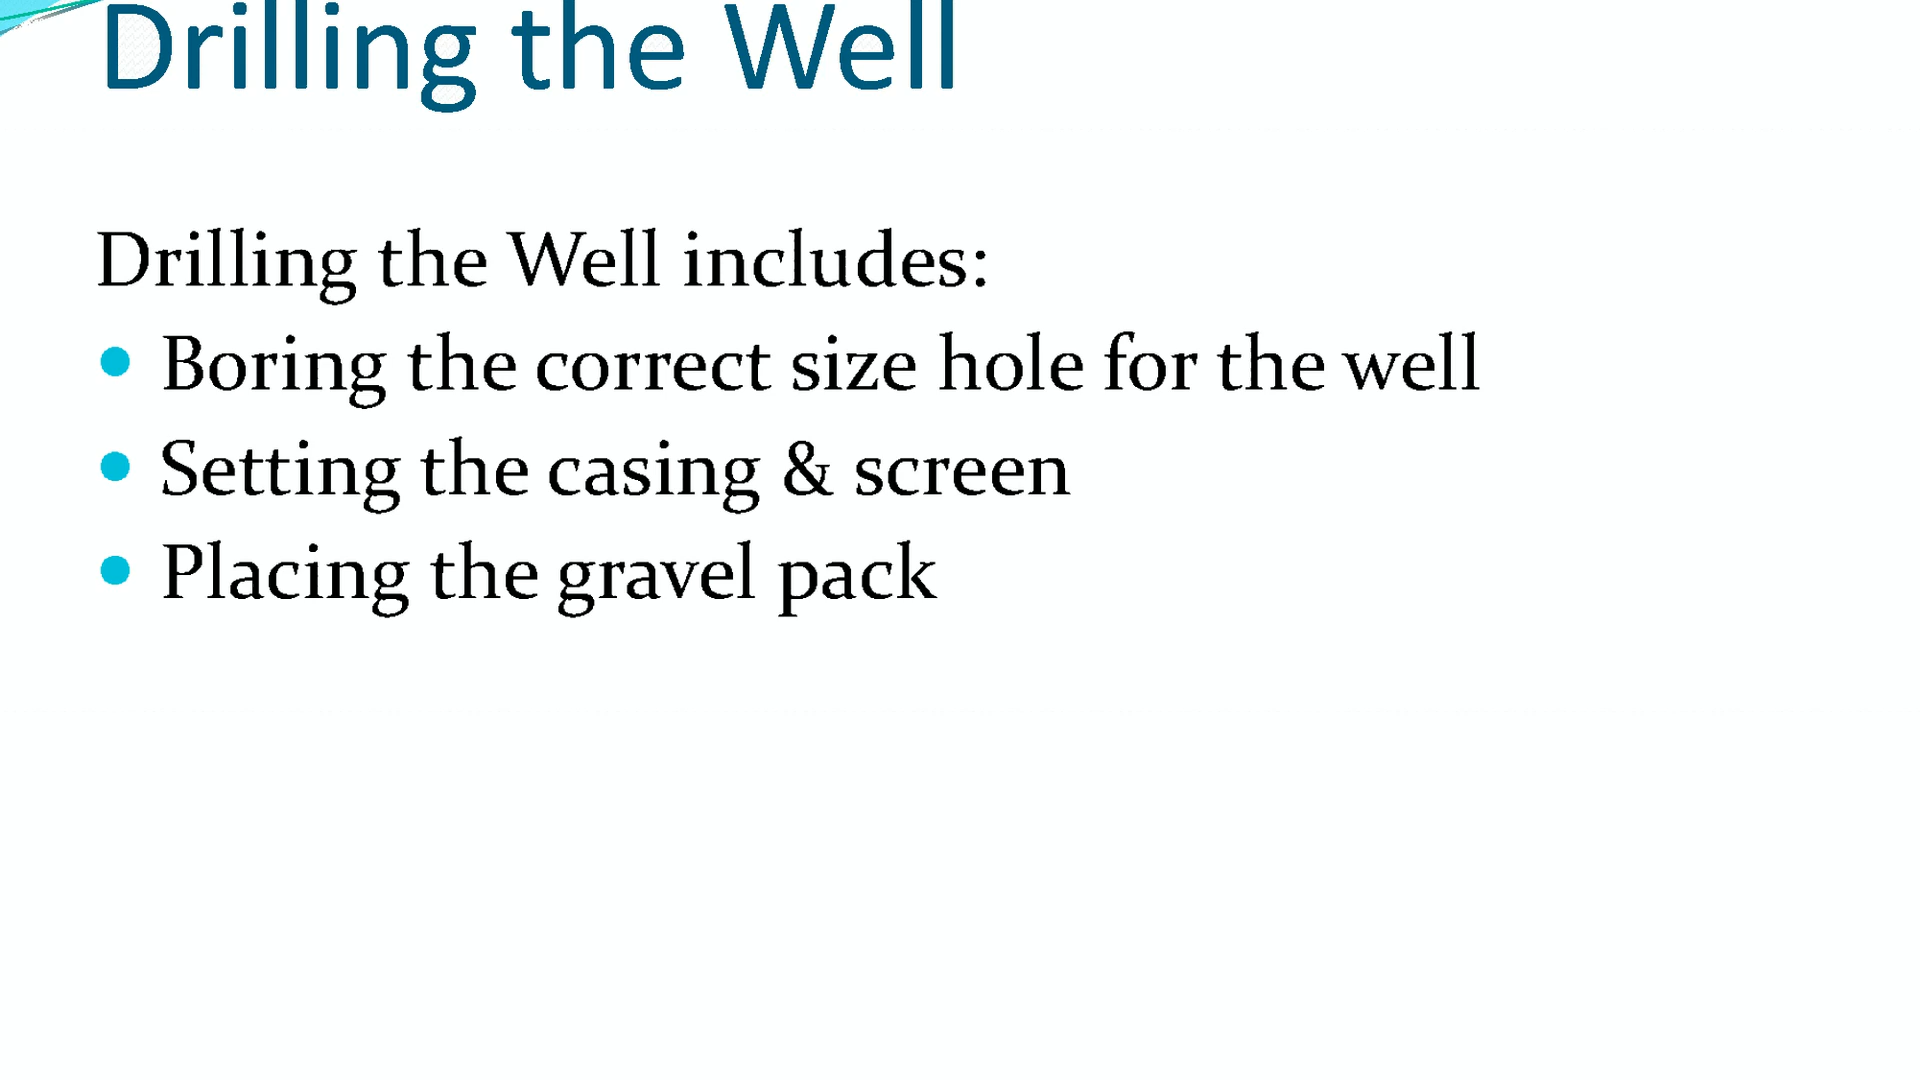 Drilling the Well
Drilling the Well includes:
• Boring the correct size hole for the well
• Setting the casing & screen
• Placing the gravel pack